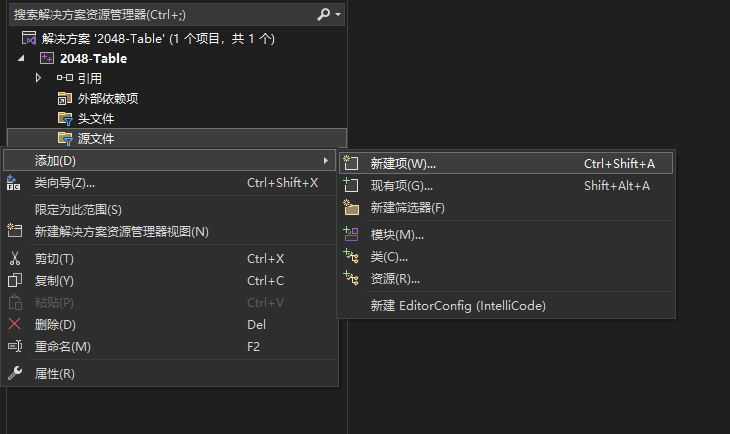 搜索解决方案资源管理器(Ctrl+;)
解决方案 '2048-Table' (1 个项目，共 1 个)
2048-Table
引用
外部依赖项
头文件
源文件
添加(D)
类向导(Z)... Ctrl+Shift+X
限定为此范围(S)
新建解决方案资源管理器视图(N)
剪切(T) Ctrl+X
复制(Y) Ctrl+C
粘贴(P) Ctrl+V
删除(D) Del
重命名(M) F2
属性(R)
新建项(W)... Ctrl+Shift+A
现有项(G)... Shift+Alt+A
新建筛选器(F)
模块(M)...
类(C)...
资源(R)...
新建 EditorConfig (IntelliCode)